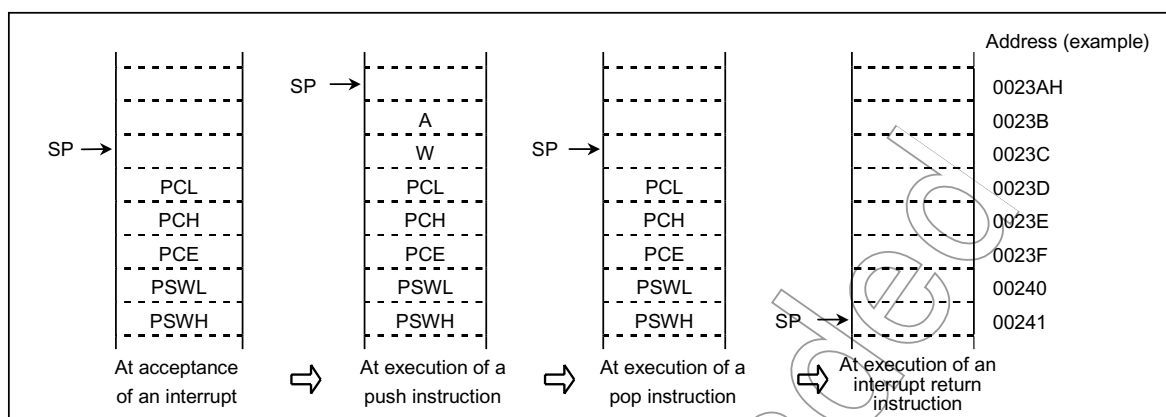 Address (example)
SP
A
W
PCL
PCH
PCE
PSWL
PSWH
At acceptance
of an interrupt
SP
A
W
PCL
PCH
PCE
PSWL
PSWH
At execution of a
push instruction
SP
PCL
PCH
PCE
PSWL
PSWH
At execution of a
pop instruction
SP
At execution of an
interrupt return
instruction
0023AH
0023B
0023C
0023D
0023E
0023F
00240
00241
ded